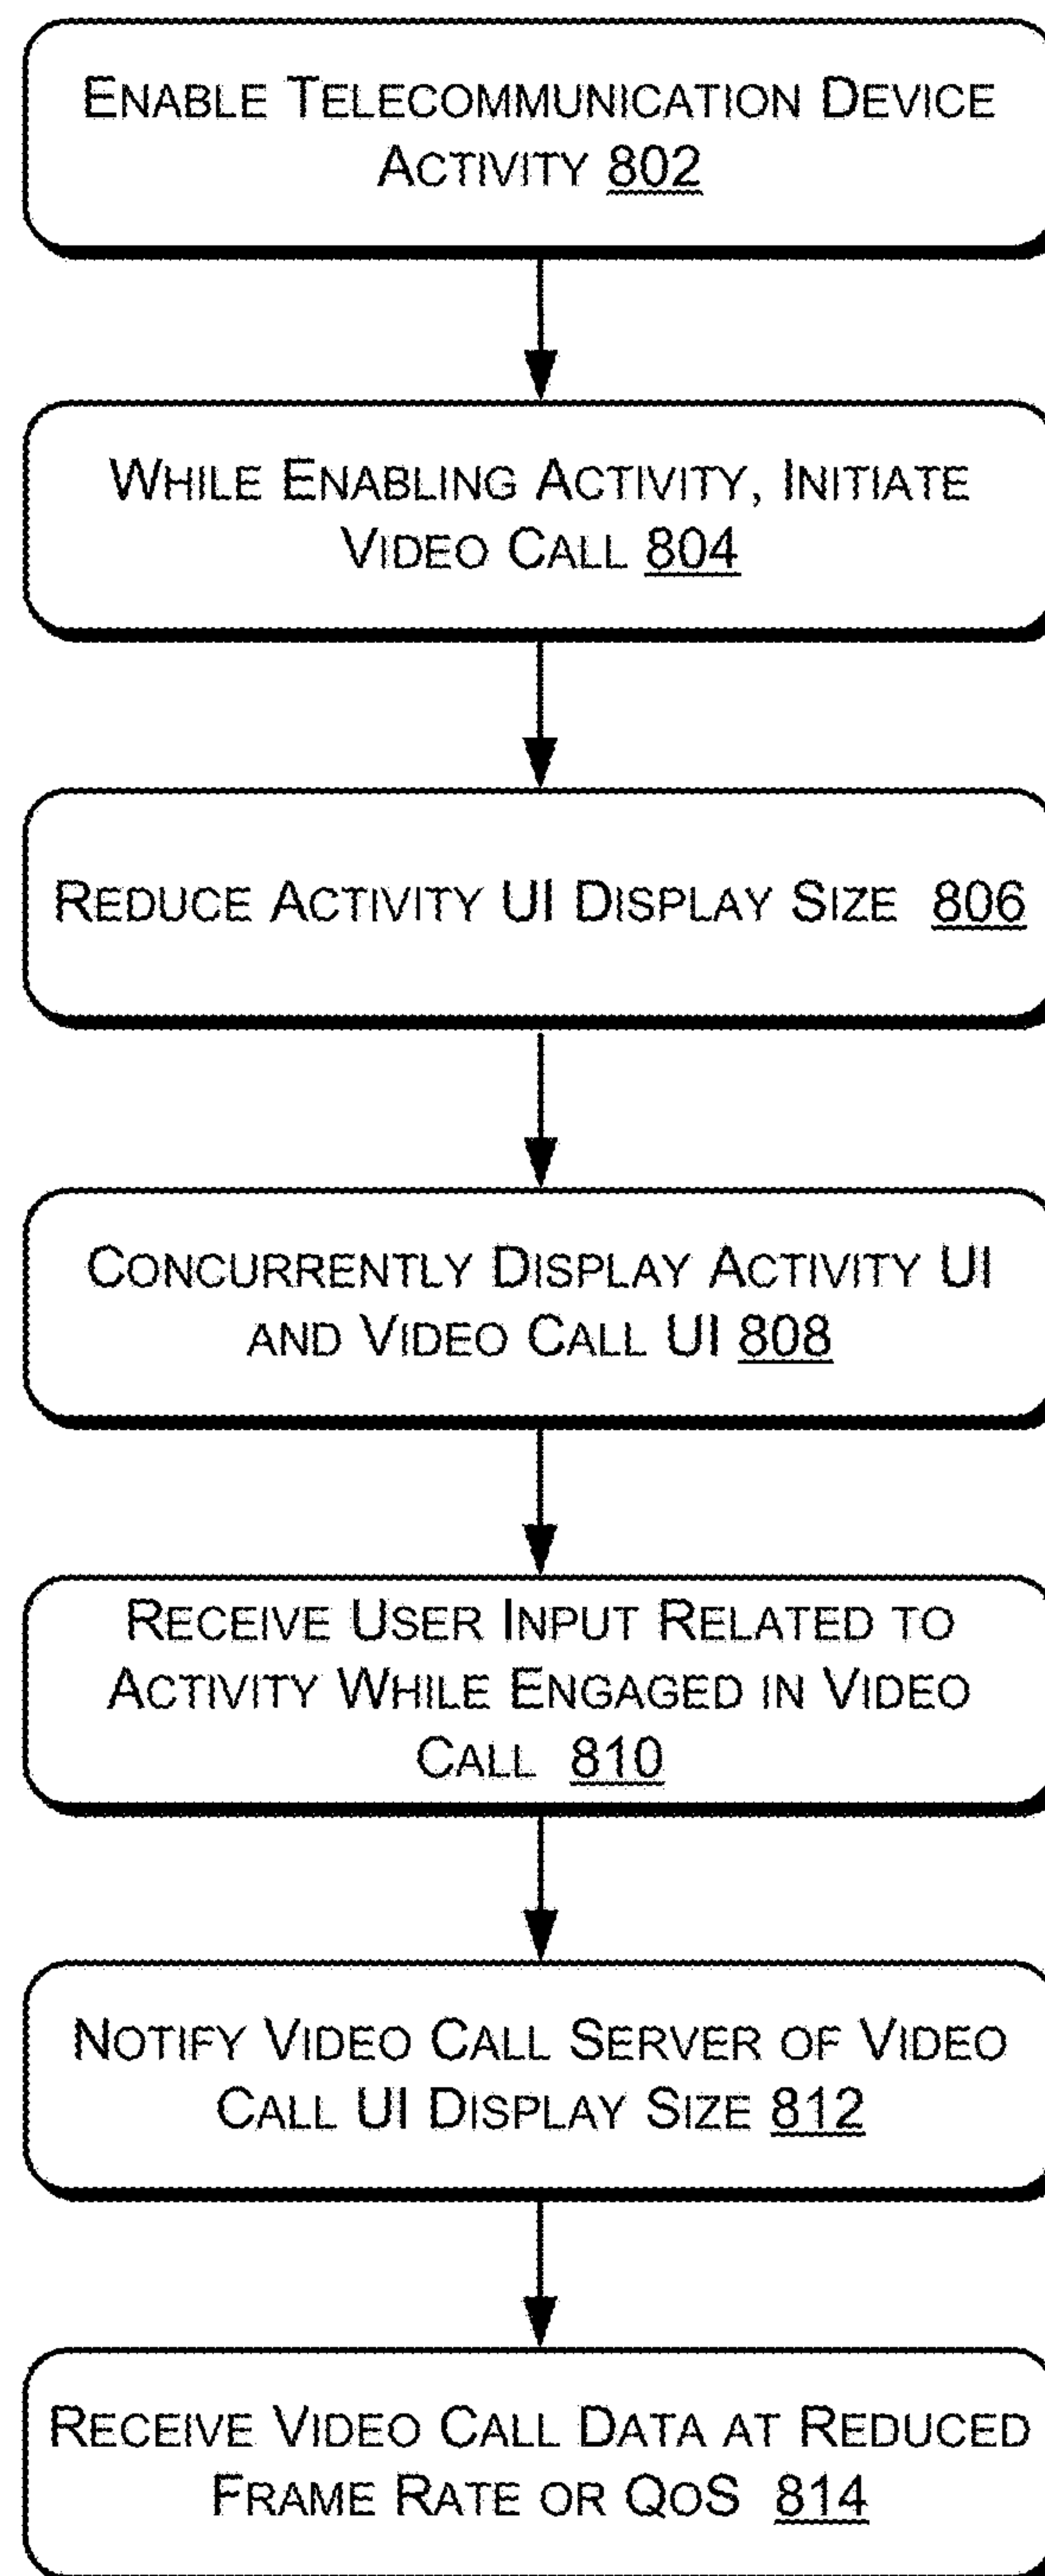 ENABLE TELECOMMUNICATION DEVICE
ACTIVITY 802
WHILE ENABLING ACTIVITY, INITIATE
VIDEO CALL 804
REDUCE ACTIVITY UI DISPLAY SIZE 806
CONCURRENTLY DISPLAY ACTIVITY UI
AND VIDEO CALL UI 808
RECEIVE USER INPUT RELATED TO
ACTIVITY WHILE ENGAGED IN VIDEO
CALL 810
NOTIFY VIDEO CALL SERVER OF VIDEO
CALL UI DISPLAY SIZE 812
RECEIVE VIDEO CALL DATA AT REDUCED
FRAME RATE OR QOS 814